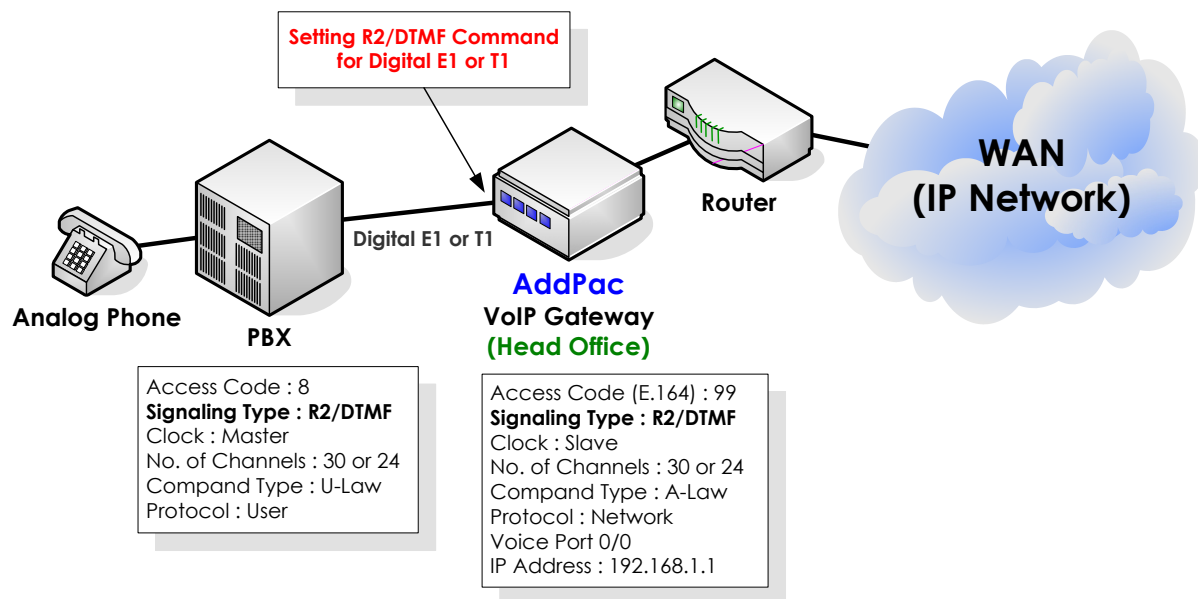 Setting R2/DTMF Command
for Digital E1 or T1
WAN
(IP Network)
Router
Digital E1 or T1
Analog Phone
PBX
AddPac
VoIP Gateway
(Head Office)
Access Code : 8
Signaling Type : R2/DTMF
Clock : Master
No. of Channels : 30 or 24
Compand Type : U-Law
Protocol : User
Access Code (E.164) : 99
Signaling Type : R2/DTMF
Clock : Slave
No. of Channels : 30 or 24
Compand Type : A-Law
Protocol : Network
Voice Port 0/0
IP Address : 192.168.1.1